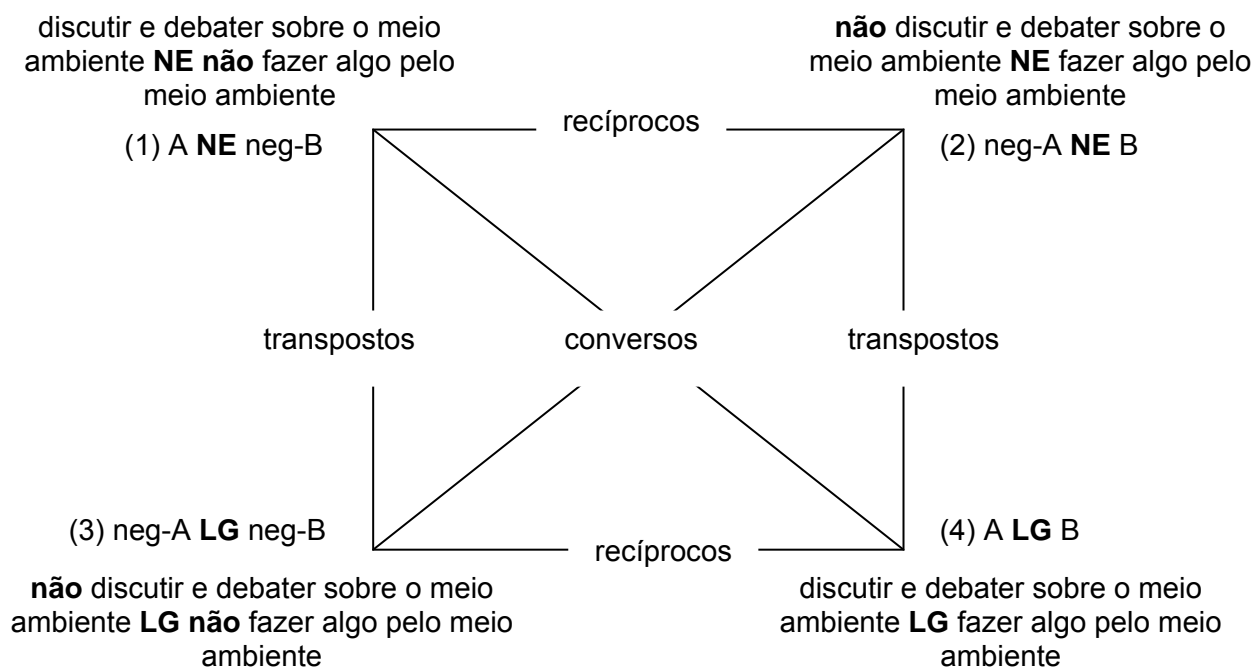 discutir e debater sobre o meio
ambiente NE não fazer algo pelo
meio ambiente
(1) A NE neg-B
não discutir e debater sobre o
meio ambiente NE fazer algo pelo
meio ambiente
(2) neg-A NE B
recíprocos
transpostos
conversos
transpostos
(3) neg-A LG neg-B
não discutir e debater sobre o meio
ambiente LG não fazer algo pelo meio
ambiente
recíprocos
(4) A LG B
discutir e debater sobre o meio
ambiente LG fazer algo pelo meio
ambiente